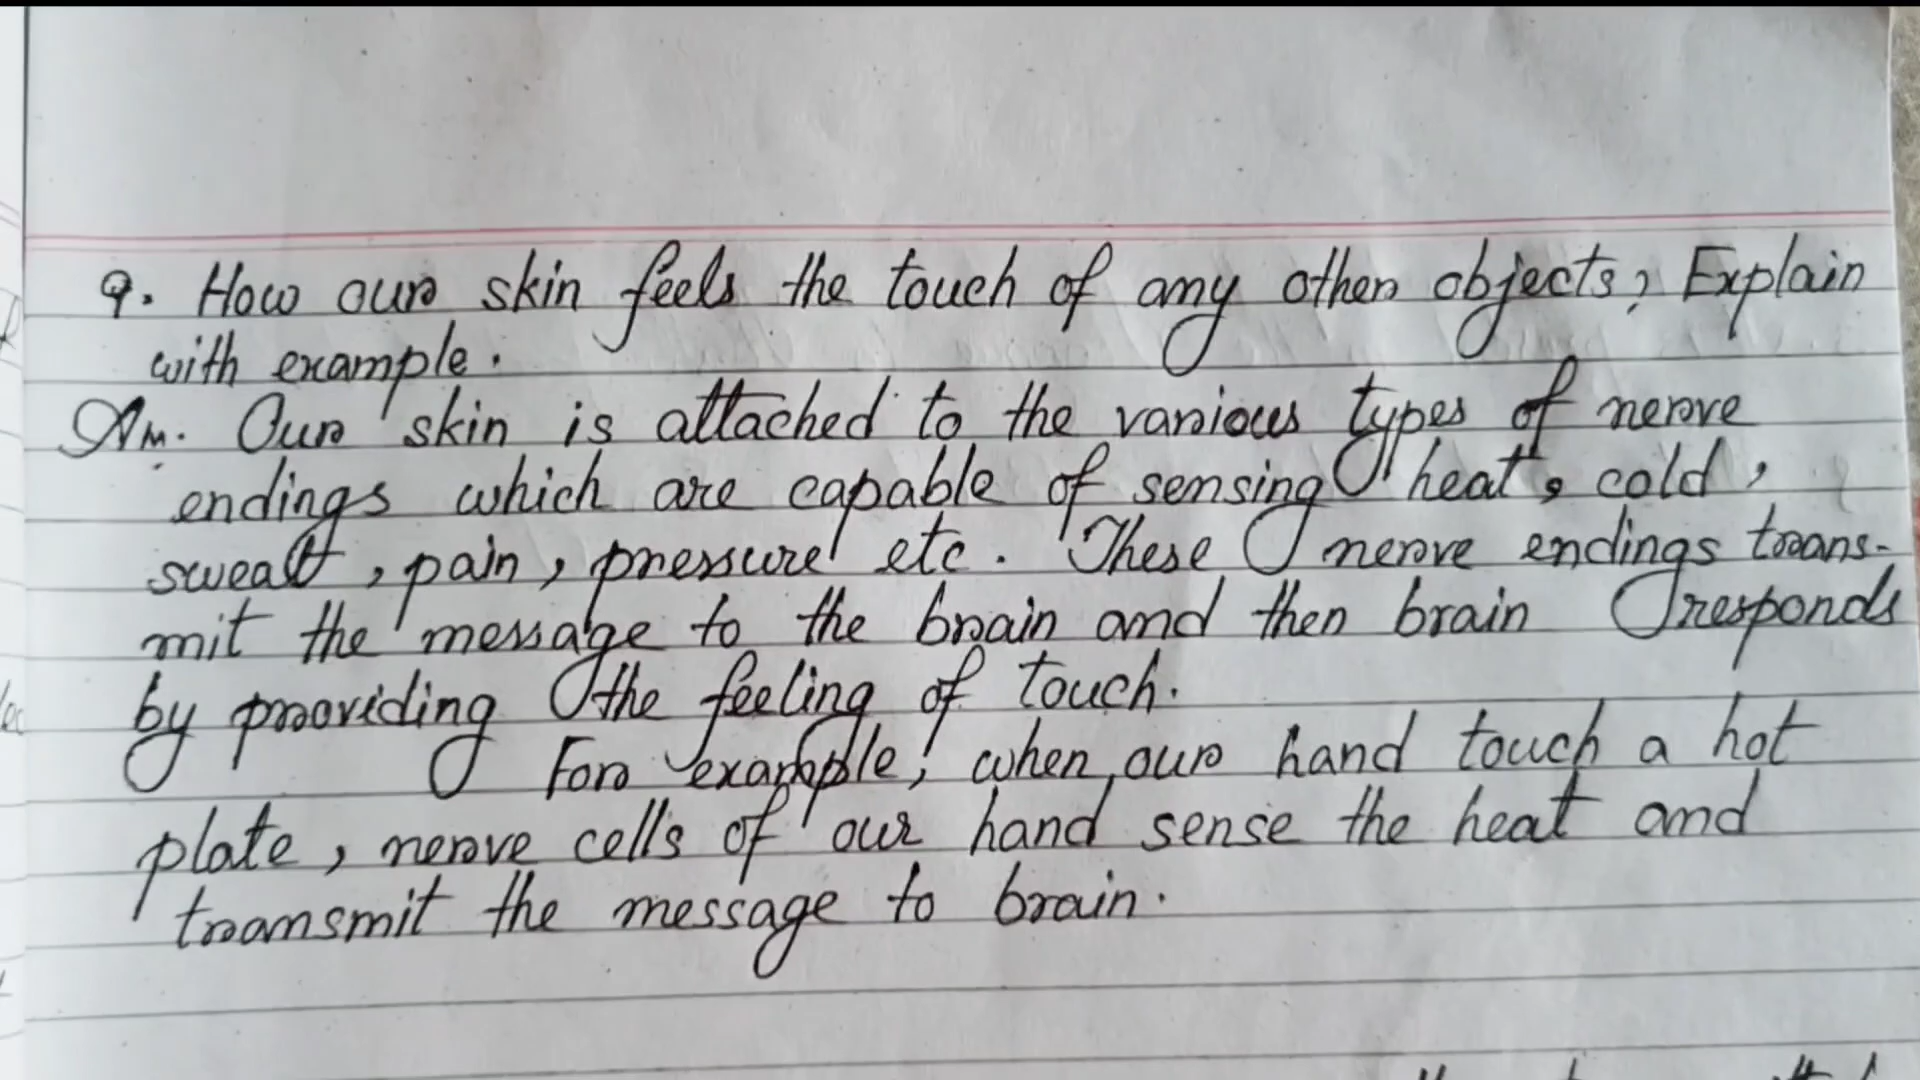 Q. How our skin feels the touch of any other objects? Explain
with example.
Ans. Our skin is attached to the various types of nerve
endings which are capable of sensing heat, cold,
sweat, pain, pressure etc. These nerve endings trans-
mit the message to the brain and then brain responds
by providing the feeling of touch.
For example, when our hand touch a hot
plate, nerve cells of our hand sense the heat and
transmit the message to brain.